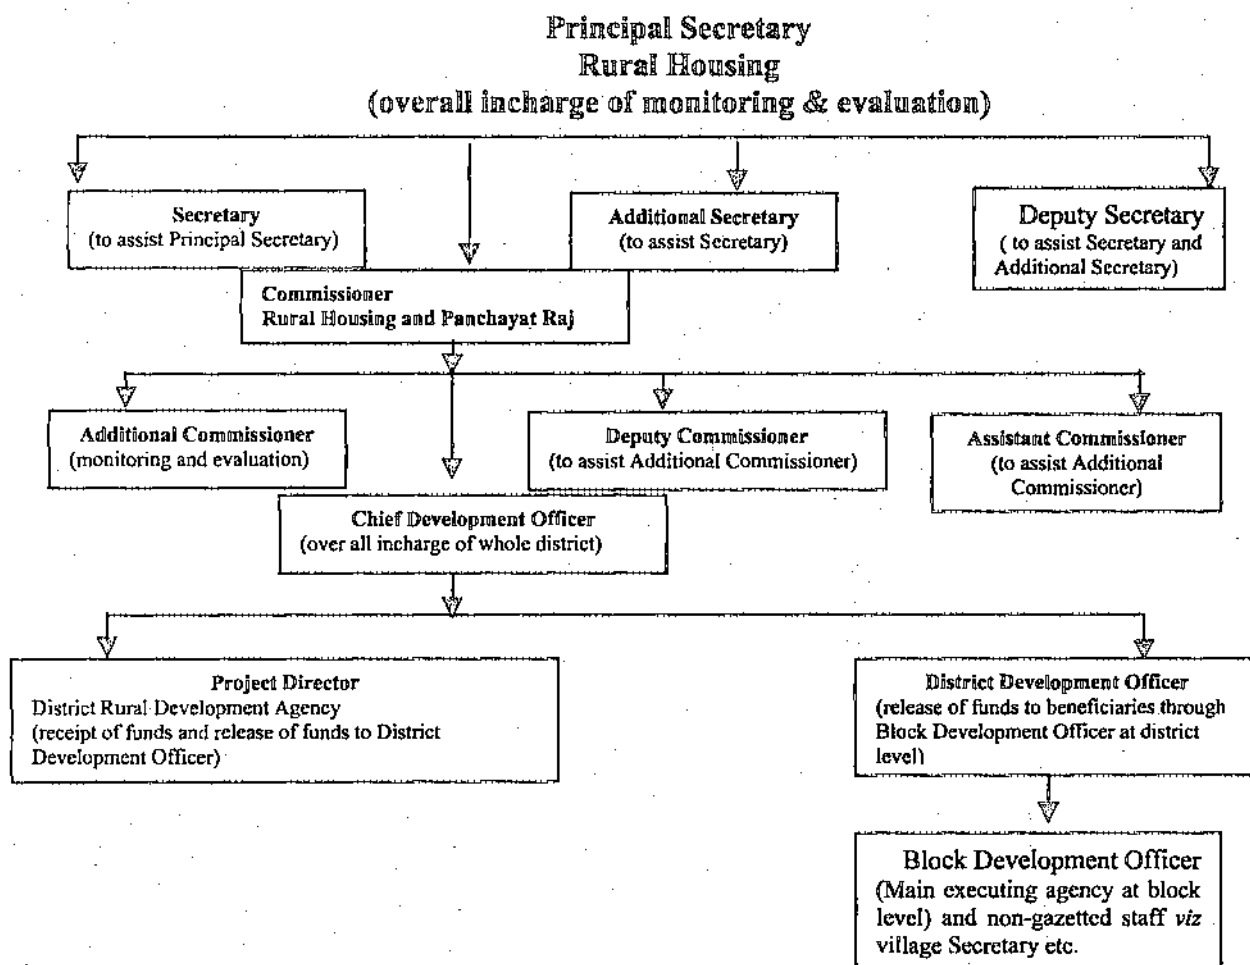 Principal Secretary
Rural Housing
(overall incharge of monitoring & evaluation)
Secretary
(to assist Principal Secretary)
Additional Secretary
(to assist Secretary)
Deputy Secretary
( to assist Secretary and
Additional Secretary)
Commissioner
Rural Housing and Panchayat Raj
Additional Commissioner
(monitoring and evaluation)
Deputy Commissioner
(to assist Additional Commissioner)
Assistant Commissioner
(to assist Additional
Commissioner)
Chief Development Officer
(over all incharge of whole district)
Project Director
District Rural Development Agency
(receipt of funds and release of funds to District
Development Officer)
District Development Officer
(release of funds to beneficiaries through
Block Development Officer at district
level)
Block Development Officer
(Main executing agency at block
level) and non-gazetted staff viz
village Secretary etc.